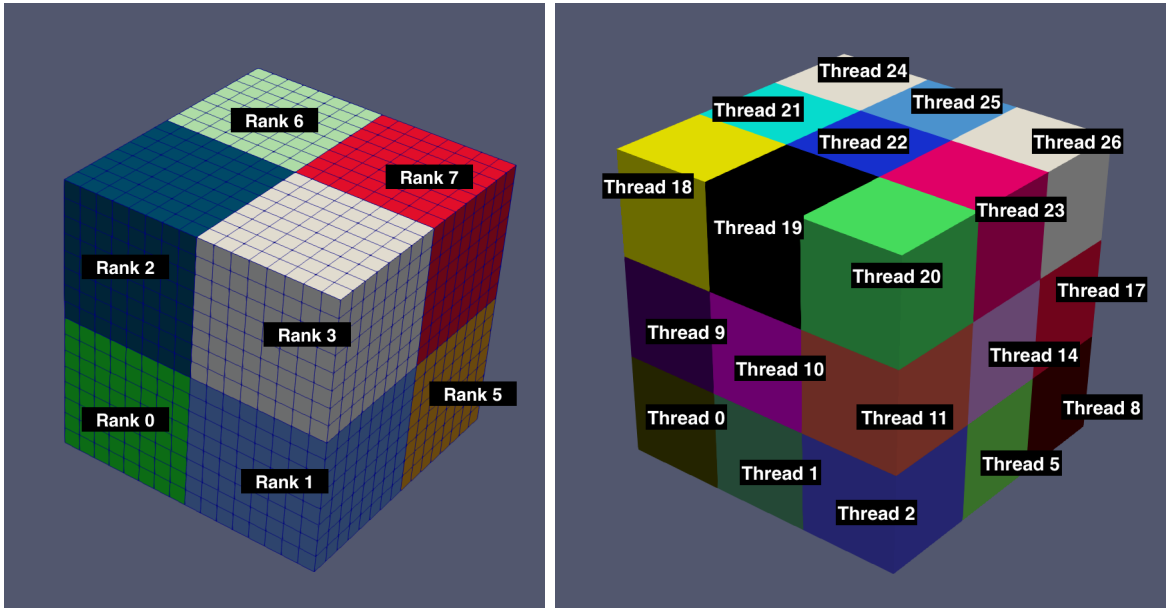 Rank 6
Rank 7
Rank 2
Rank 3
Rank 5
Rank 0
Rank 1
Thread 24
Thread 25
Thread 21
Thread 22
Thread 26
Thread 18
Thread 23
Thread 19
Thread 20
Thread 17
Thread 9
Thread 14
Thread 10
Thread 8
Thread 0
Thread 11
Thread 5
Thread 1
Thread 2